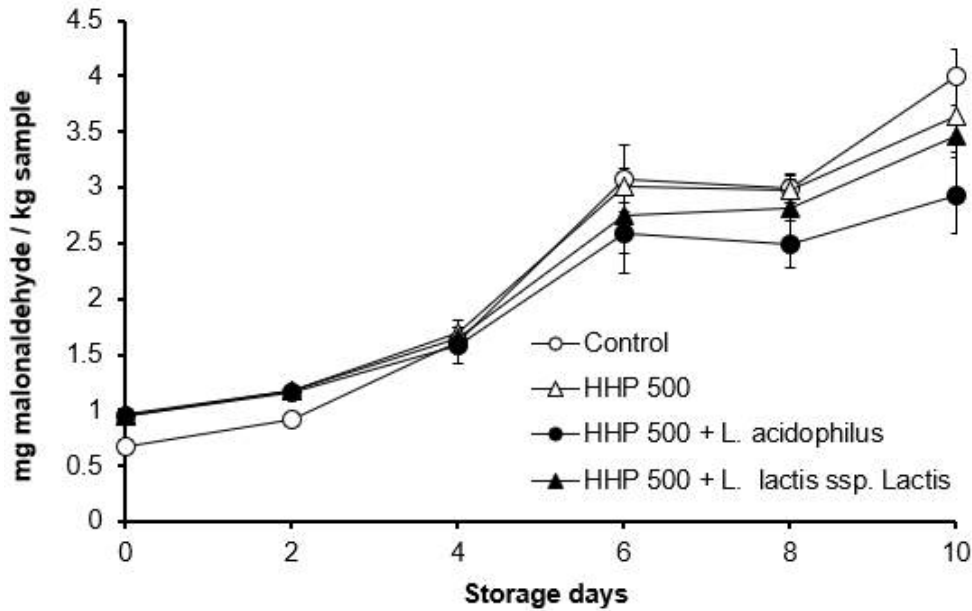 mg malonaldehyde / kg sample
4.5
4
3.5
3
2.5
2
1.5
1
0.5
0
Control
HHP 500
HHP 500 + L. acidophilus
HHP 500 + L. lactis ssp. Lactis
0 2 4 6 8 10
Storage days